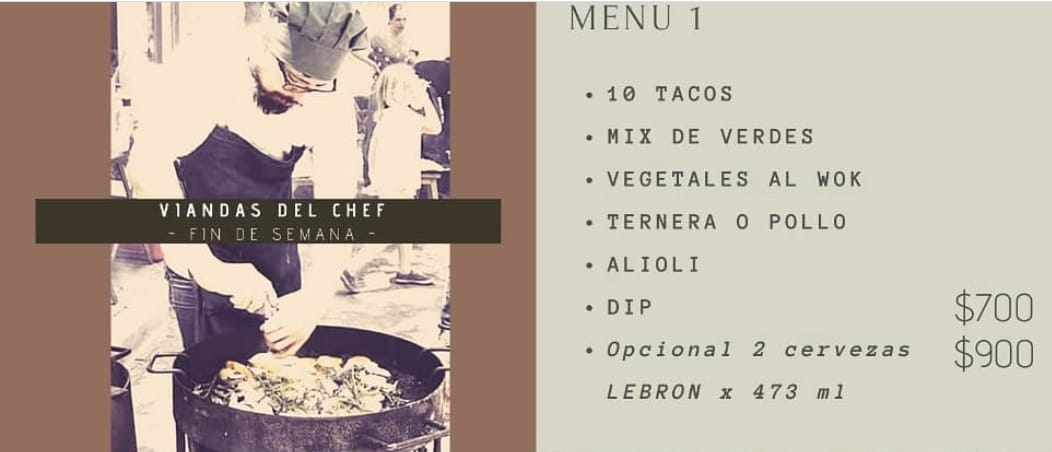 VIANDAS DEL CHEF
- FIN DE SEMANA -
MENU 1
• 10 TACOS
• MIX DE VERDES
• VEGETALES AL WOK
• TERNERA O POLLO
• ALIOLI
• DIP $700
• Opcional 2 cervezas $900
LEBRON x 473 ml